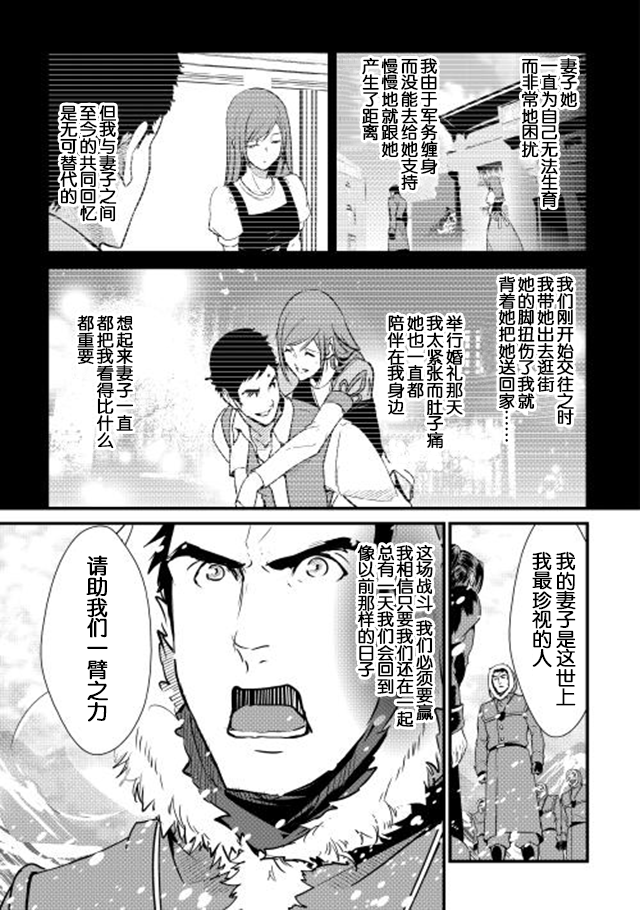 妻子她
一直为自己无法生育
而非常地困扰
我由于军务缠身
而没能去给她支持
慢慢地就跟她
产生了距离
但我与妻子之间
至今的共同回忆
是无可替代的
我们刚开始交往之时
我带她出去逛街
她的脚扭伤了我就
背着她把她送回家……
举行婚礼那天
我太紧张而肚子痛
她也一直都
陪伴在我身边
想起来妻子一直
都把我看得比什么
都重要
我的妻子是这世上
我最珍视的人
这场战斗 我们必须要赢
我相信只要我们还在一起
总有一天我们会回到
像以前那样的日子
请助我们一臂之力